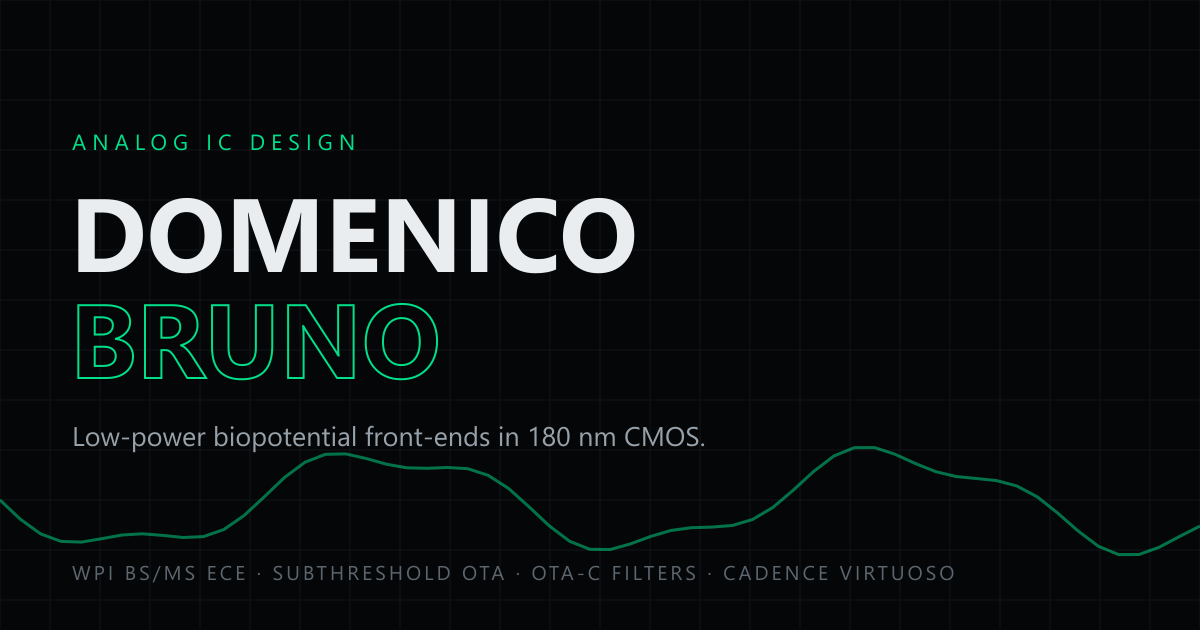 ANALOG IC DESIGN
DOMENICO
BRUNO
Low-power biopotential front-ends in 180 nm CMOS.
WPI BS/MS ECE · SUBTHRESHOLD OTA · OTA-C FILTERS · CADENCE VIRTUOSO